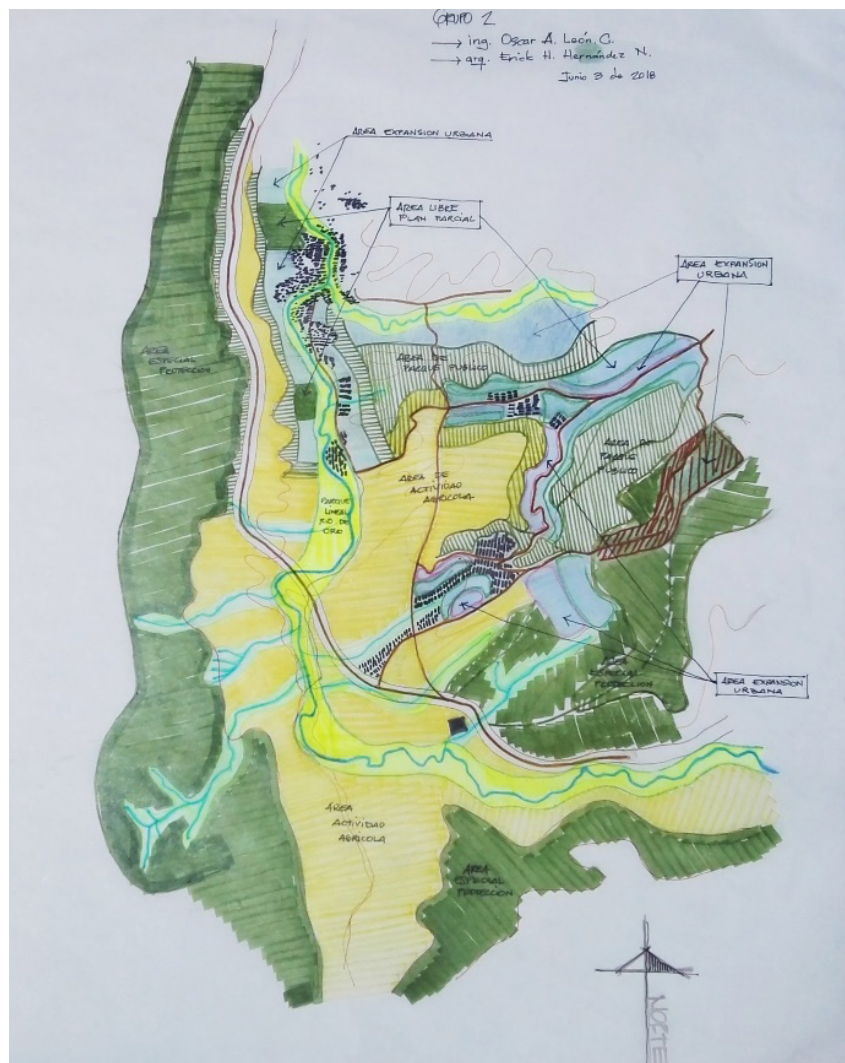 GRUPO 2
→ ing. Oscar A. León. C.
→ arq. Erick H. Hernández N.
Junio 3 de 2018
AREA EXPANSION URBANA
AREA LIBRE
PLAN PARCIAL
AREA EXPANSION
URBANA
AREA
ESPECIAL
PROTECCION
AREA DE
PARQUE PUBLICO
AREA DE
PARQUE
PUBLICO
AREA DE
ACTIVIDAD
AGRICOLA
PARQUE
LINEAL
RIO DE
ORO
AREA
ESPECIAL
PROTECCION
AREA EXPANSION
URBANA
ÁREA
ACTIVIDAD
AGRICOLA
AREA
ESPECIAL
PROTECCION
NORTE